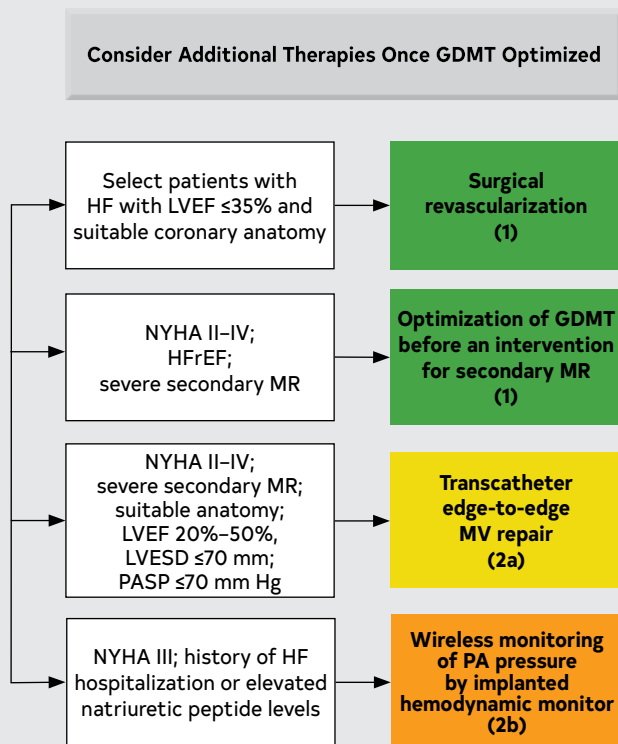 Consider Additional Therapies Once GDMT Optimized
Select patients with
HF with LVEF ≤35% and
suitable coronary anatomy
Surgical
revascularization
(1)
NYHA II–IV;
HFrEF;
severe secondary MR
Optimization of GDMT
before an intervention
for secondary MR
(1)
NYHA II–IV;
severe secondary MR;
suitable anatomy;
LVEF 20%–50%,
LVESD ≤70 mm;
PASP ≤70 mm Hg
Transcatheter
edge-to-edge
MV repair
(2a)
NYHA III; history of HF
hospitalization or elevated
natriuretic peptide levels
Wireless monitoring
of PA pressure
by implanted
hemodynamic monitor
(2b)